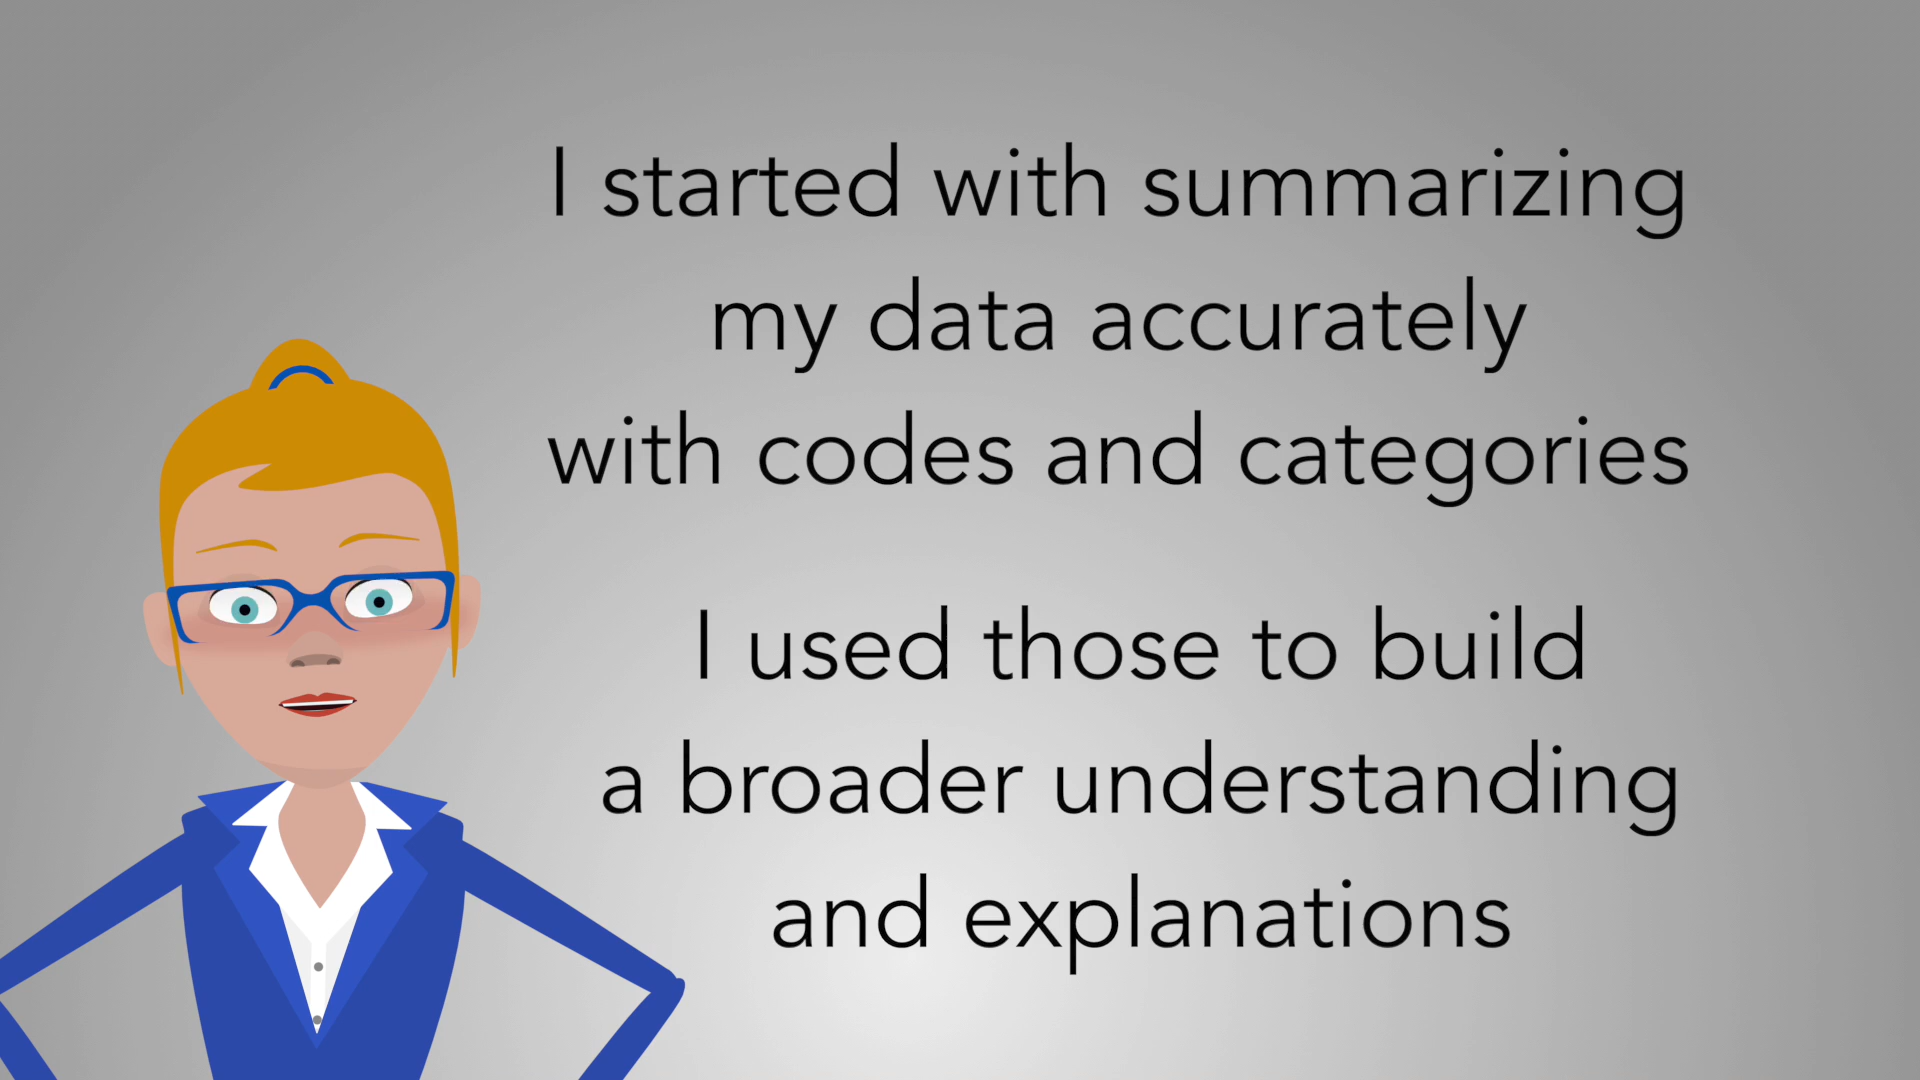 I started with summarizing
my data accurately
with codes and categories
I used those to build
a broader understanding
and explanations